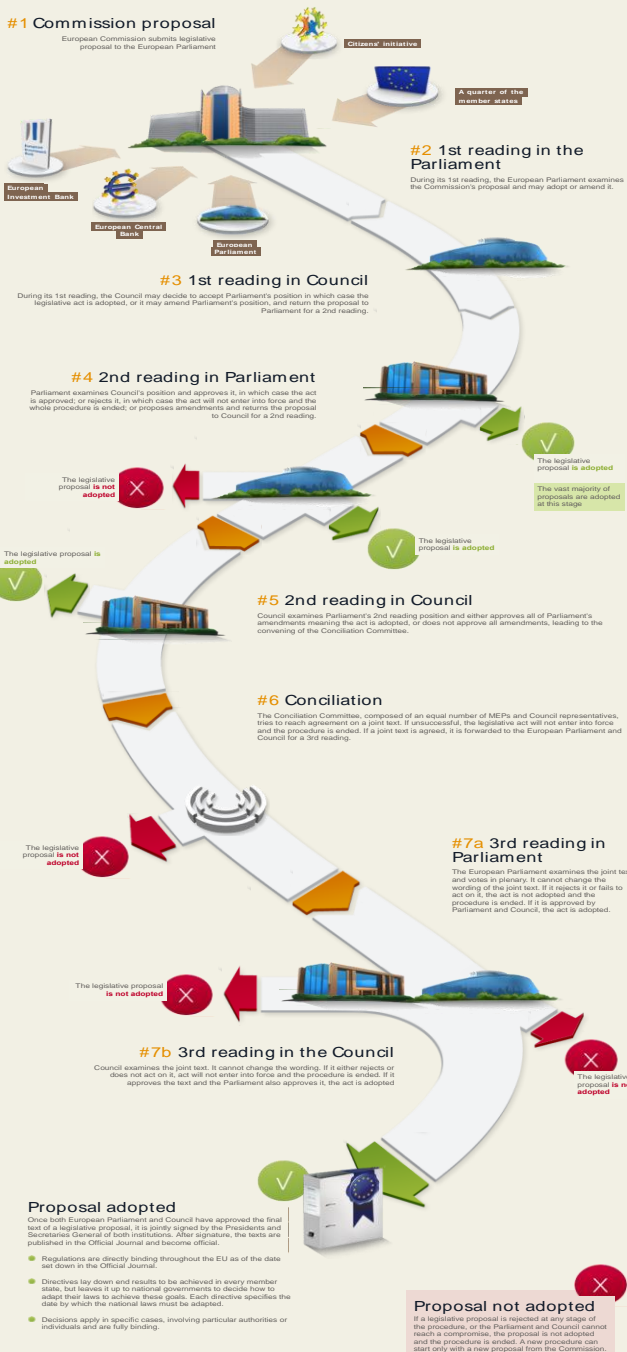 #1 Commission proposal
European Commission submits legislative
proposal to the European Parliament
Citizens' initiative
A quarter of the
member states
European
Investment Bank
European Central
Bank
European
Parliament
#2 1st reading in the
Parliament
During its 1st reading, the European Parliament examines
the Commission's proposal and may adopt or amend it.
#3 1st reading in Council
During its 1st reading, the Council may decide to accept Parliament's position in which case the
legislative act is adopted, or it may amend Parliament's position, and return the proposal to
Parliament for a 2nd reading.
#4 2nd reading in Parliament
Parliament examines Council's position and approves it, in which case the act
is approved; or rejects it, in which case the act will not enter into force and the
whole procedure is ended; or proposes amendments and returns the proposal
to Council for a 2nd reading.
The legislative
proposal is adopted
The vast majority of
proposals are adopted
at this stage
The legislative
proposal is not
adopted
The legislative
proposal is adopted
The legislative proposal is
adopted
#5 2nd reading in Council
Council examines Parliament's 2nd reading position and either approves all of Parliament's
amendments meaning the act is adopted, or does not approve all amendments, leading to the
convening of the Conciliation Committee.
#6 Conciliation
The Conciliation Committee, composed of an equal number of MEPs and Council representatives,
tries to reach agreement on a joint text. If unsuccessful, the legislative act will not enter into force
and the procedure is ended. If a joint text is agreed, it is forwarded to the European Parliament and
Council for a 3rd reading.
The legislative
proposal is not
adopted
#7a 3rd reading in
Parliament
The European Parliament examines the joint tex
and votes in plenary. It cannot change the
wording of the joint text. If it rejects it or fails to
act on it, the act is not adopted and the
procedure is ended. If it is approved by
Parliament and Council, the act is adopted.
The legislative proposal
is not adopted
#7b 3rd reading in the Council
Council examines the joint text. It cannot change the wording. If it either rejects or
does not act on it, act will not enter into force and the procedure is ended. If it
approves the text and the Parliament also approves it, the act is adopted
The legislative
proposal is no
adopted
Proposal adopted
Once both European Parliament and Council have approved the final
text of a legislative proposal, it is jointly signed by the Presidents and
Secretaries General of both institutions. After signature, the texts are
published in the Official Journal and become official.
Regulations are directly binding throughout the EU as of the date
set down in the Official Journal.
Directives lay down end results to be achieved in every member
state, but leaves it up to national governments to decide how to
adapt their laws to achieve these goals. Each directive specifies the
date by which the national laws must be adapted.
Decisions apply in specific cases, involving particular authorities or
individuals and are fully binding.
Proposal not adopted
If a legislative proposal is rejected at any stage of
the procedure, or the Parliament and Council cannot
reach a compromise, the proposal is not adopted
and the procedure is ended. A new procedure can
start only with a new proposal from the Commission.